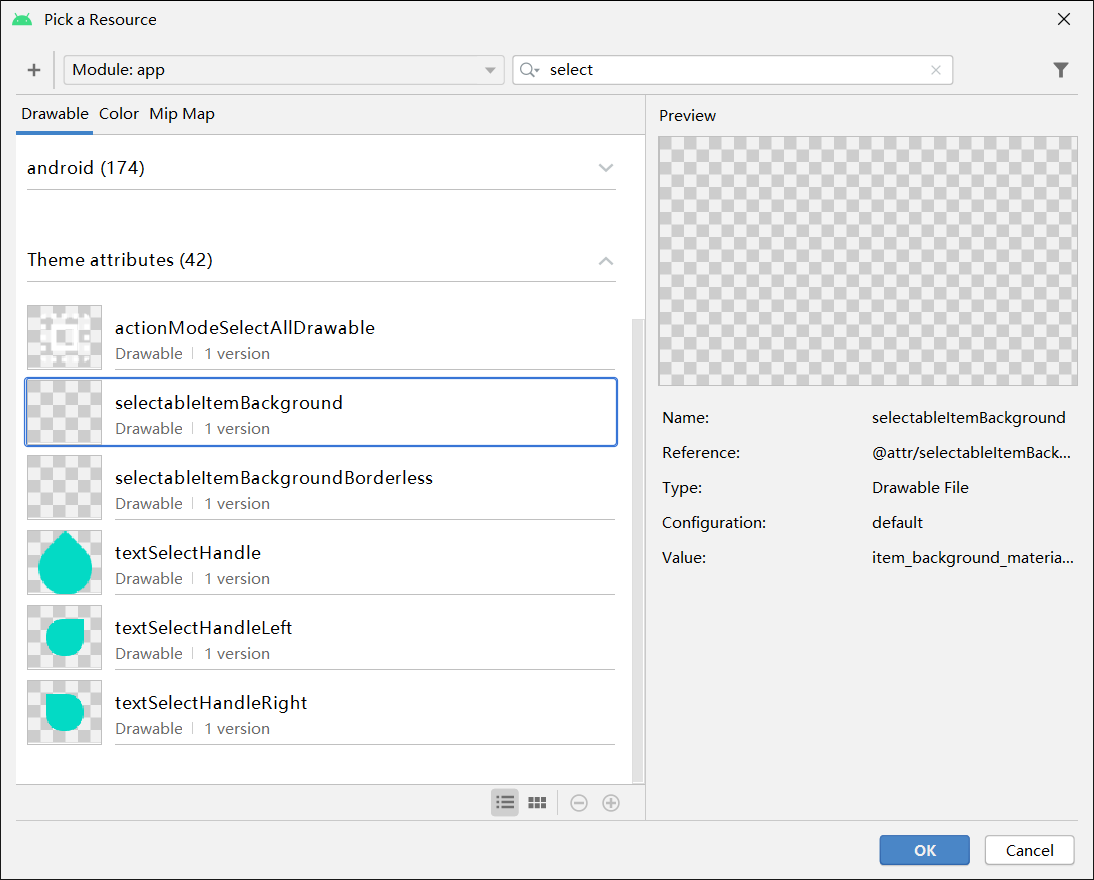 Pick a Resource
Module: app
select
Drawable Color Mip Map
android (174)
Theme attributes (42)
actionModeSelectAllDrawable
Drawable 1 version
selectableItemBackground
Drawable 1 version
selectableItemBackgroundBorderless
Drawable 1 version
textSelectHandle
Drawable 1 version
textSelectHandleLeft
Drawable 1 version
textSelectHandleRight
Drawable 1 version
Preview
Name: selectableItemBackground
Reference: @attr/selectableItemBack...
Type: Drawable File
Configuration: default
Value: item_background_materia...
OK Cancel